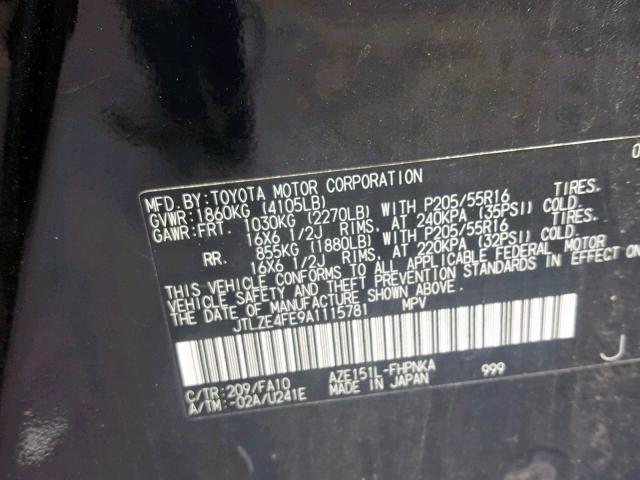 0
MFD. BY: TOYOTA MOTOR CORPORATION
GVWR: 1860KG (4105LB)
GAWR: FRT. 1030KG (2270LB) WITH P205/55R16 TIRES.
16X6 1/2J RIMS, AT 240KPA (35PSI) COLD.
RR. 855KG (1880LB) WITH P205/55R16 TIRES.
16X6 1/2J RIMS, AT 220KPA (32PSI) COLD.
THIS VEHICLE CONFORMS TO ALL APPLICABLE FEDERAL MOTOR
VEHICLE SAFETY AND THEFT PREVENTION STANDARDS IN EFFECT ON
THE DATE OF MANUFACTURE SHOWN ABOVE.
JTLZE4FE9A1115781 MPV
J
C/TR: 209/FA10 AZE151L-FHPNKA 999
A/TM: -02A/U241E MADE IN JAPAN